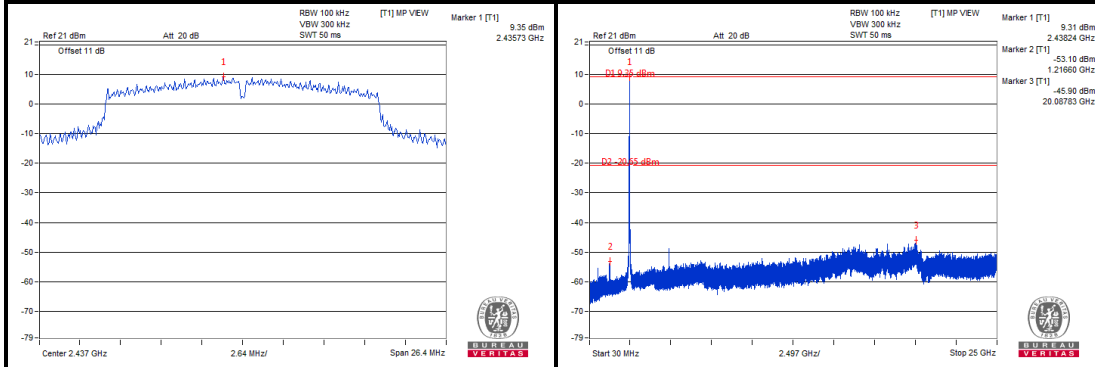 RBW 100 kHz [T1] MP VIEW
VBW 300 kHz
Ref 21 dBm Att 20 dB SWT 50 ms
Marker 1 [T1]
9.35 dBm
2.43573 GHz
21
Offset 11 dB
1
10
0
-10
-20
-30
-40
-50
-60
-70
-79
Center 2.437 GHz 2.64 MHz/ Span 26.4 MHz
BUREAU VERITAS
1828
BUREAU
VERITAS
RBW 100 kHz [T1] MP VIEW
VBW 300 kHz
Ref 21 dBm Att 20 dB SWT 50 ms
Marker 1 [T1]
9.31 dBm
2.43824 GHz
Marker 2 [T1]
-53.10 dBm
1.21660 GHz
Marker 3 [T1]
-45.90 dBm
20.08783 GHz
21
Offset 11 dB
1
10
D1 9.35 dBm
0
-10
-20
D2 -20.65 dBm
-30
-40
3
2
-50
-60
-70
-79
Start 30 MHz 2.497 GHz/ Stop 25 GHz
BUREAU VERITAS
1828
BUREAU
VERITAS